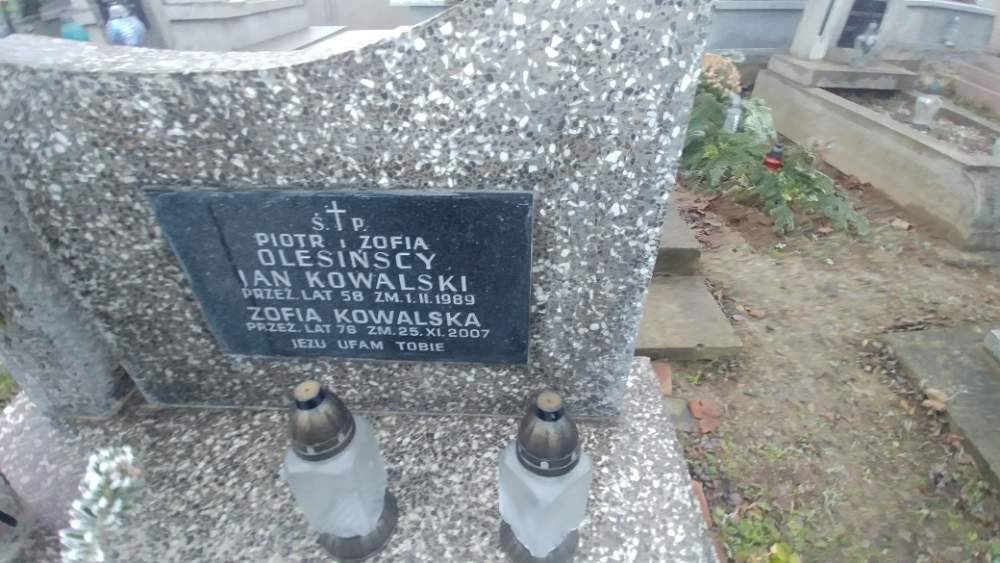 Ś. P.
PIOTR i ZOFIA
OLESIŃSCY
JAN KOWALSKI
PRZEŻ. LAT 58 ZM. 1.II.1989
ZOFIA KOWALSKA
PRZEŻ. LAT 76 ZM. 25.XI.2007
JEZU UFAM TOBIE